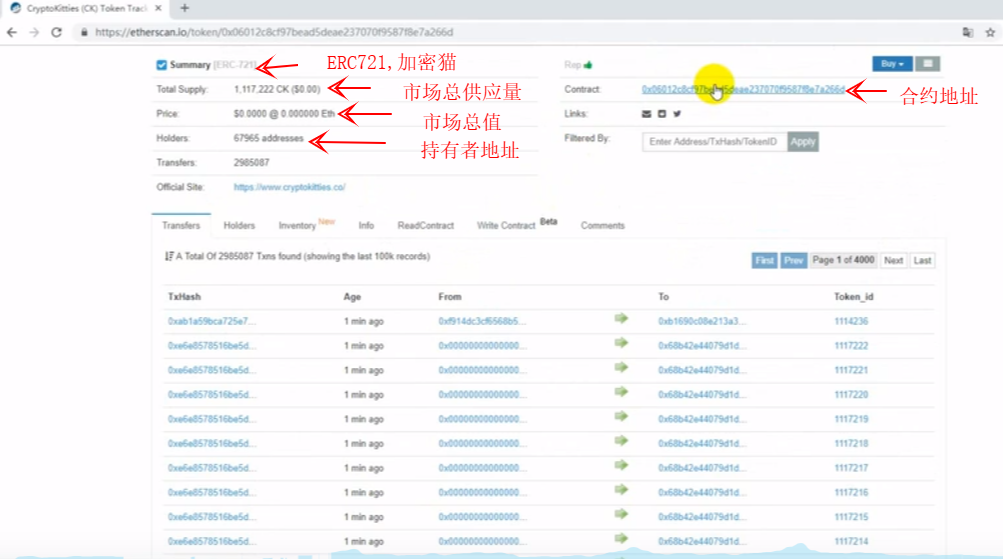 CryptoKitties (CK) Token Track
https://etherscan.io/token/0x06012c8cf97bead5deae237070f9587f8e7a266d
Summary [ERC-721]
ERC721,加密猫
Rep
Buy
Total Supply: 1,117,222 CK ($0.00)
市场总供应量
Contract: 0x06012c8cf97bead5deae237070f9587f8e7a266d
合约地址
Price: $0.0000 @ 0.000000 Eth
市场总值
Links:
Holders: 67965 addresses
持有者地址
Filtered By: Enter Address/TxHash/TokenID Apply
Transfers: 2985087
Official Site: https://www.cryptokitties.co/
Transfers Holders Inventory New Info ReadContract Write Contract Beta Comments
A Total Of 2985087 Txns found (showing the last 100k records)
First Prev Page 1 of 4000 Next Last
TxHash Age From To Token_id
0xab1a59bca725e7... 1 min ago 0xf914dc3cf6568b5... 0xb1690c08e213a3... 1114236
0xe6e8578516be5d... 1 min ago 0x00000000000000... 0x68b42e44079d1d... 1117222
0xe6e8578516be5d... 1 min ago 0x00000000000000... 0x68b42e44079d1d... 1117221
0xe6e8578516be5d... 1 min ago 0x00000000000000... 0x68b42e44079d1d... 1117220
0xe6e8578516be5d... 1 min ago 0x00000000000000... 0x68b42e44079d1d... 1117219
0xe6e8578516be5d... 1 min ago 0x00000000000000... 0x68b42e44079d1d... 1117218
0xe6e8578516be5d... 1 min ago 0x00000000000000... 0x68b42e44079d1d... 1117217
0xe6e8578516be5d... 1 min ago 0x00000000000000... 0x68b42e44079d1d... 1117216
0xe6e8578516be5d... 1 min ago 0x00000000000000... 0x68b42e44079d1d... 1117215
0xe6e8578516be5d... 1 min ago 0x00000000000000... 0x68b42e44079d1d... 1117214